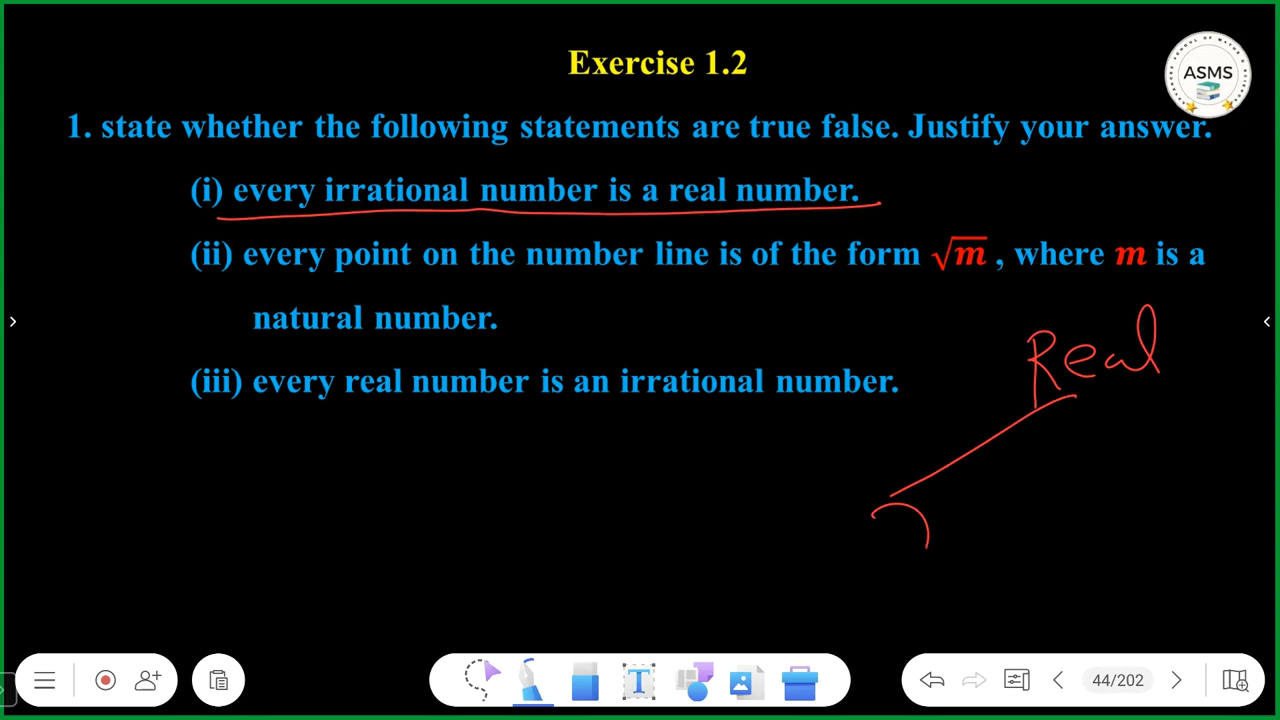 Exercise 1.2
ASMS
1. state whether the following statements are true false. Justify your answer.
(i) every irrational number is a real number.
(ii) every point on the number line is of the form √m , where m is a
natural number.
Real
(iii) every real number is an irrational number.
44/202